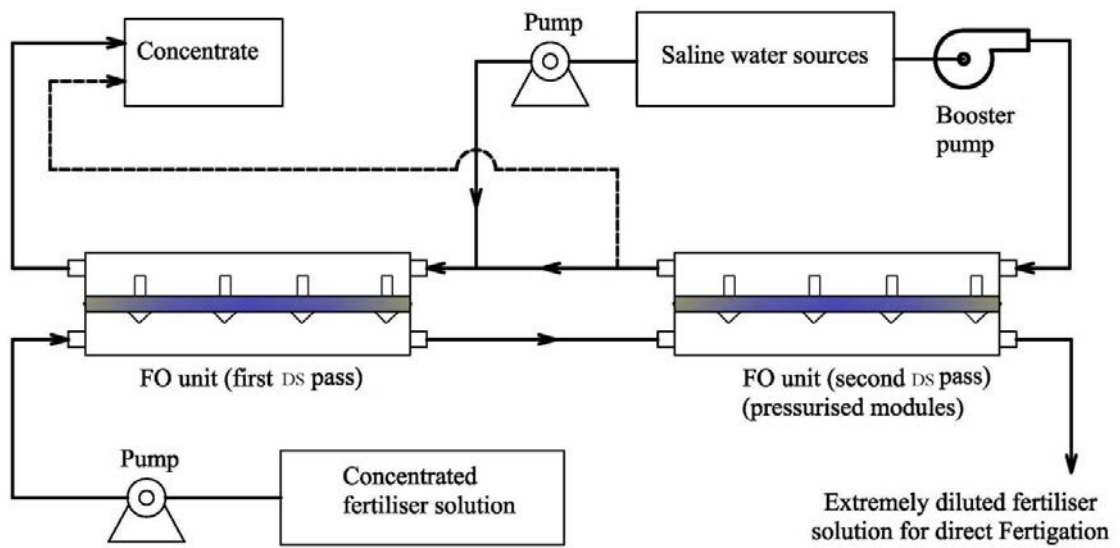 Concentrate
Pump
Saline water sources
Booster
pump
FO unit (first DS pass)
FO unit (second DS pass)
(pressurised modules)
Pump
Concentrated
fertiliser solution
Extremely diluted fertiliser
solution for direct Fertigation